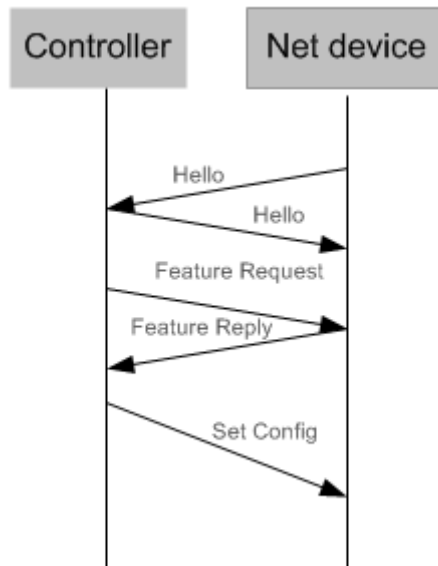 Controller
Net device
Hello
Hello
Feature Request
Feature Reply
Set Config